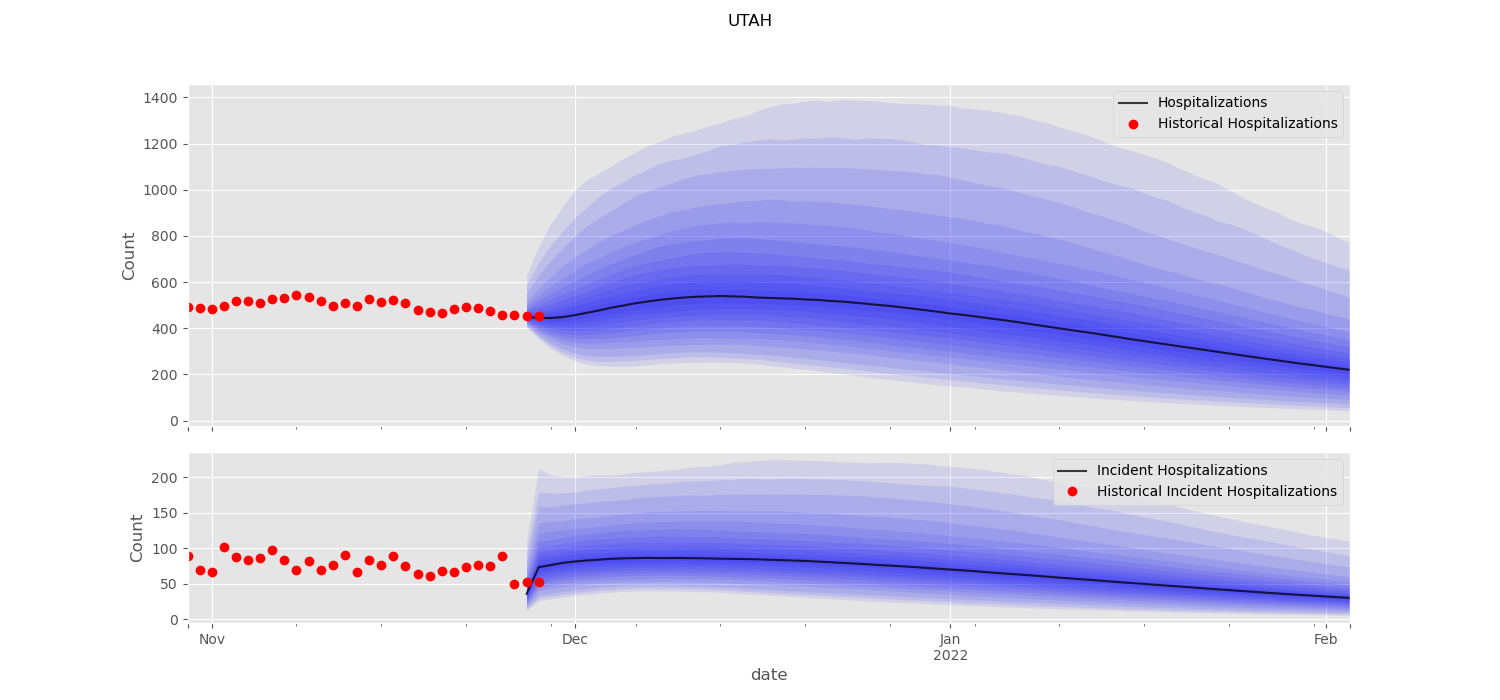 UTAH
1400
1200
1000
800
600
400
200
0
Count
Hospitalizations
Historical Hospitalizations
200
150
100
50
0
Count
Incident Hospitalizations
Historical Incident Hospitalizations
Nov
Dec
Jan
2022
Feb
date